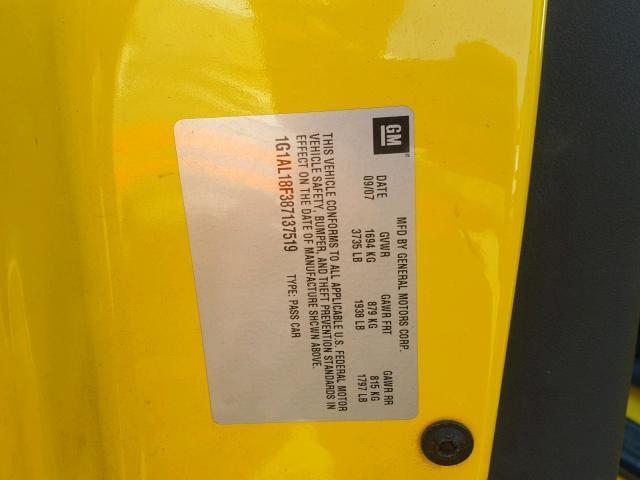 GM
MFD BY GENERAL MOTORS CORP.
DATE GVWR GAWR FRT GAWR RR
09/07 1694 KG 879 KG 815 KG
3735 LB 1938 LB 1797 LB
THIS VEHICLE CONFORMS TO ALL APPLICABLE U.S. FEDERAL MOTOR
VEHICLE SAFETY, BUMPER, AND THEFT PREVENTION STANDARDS IN
EFFECT ON THE DATE OF MANUFACTURE SHOWN ABOVE.
1G1AL18F387137519 TYPE: PASS CAR